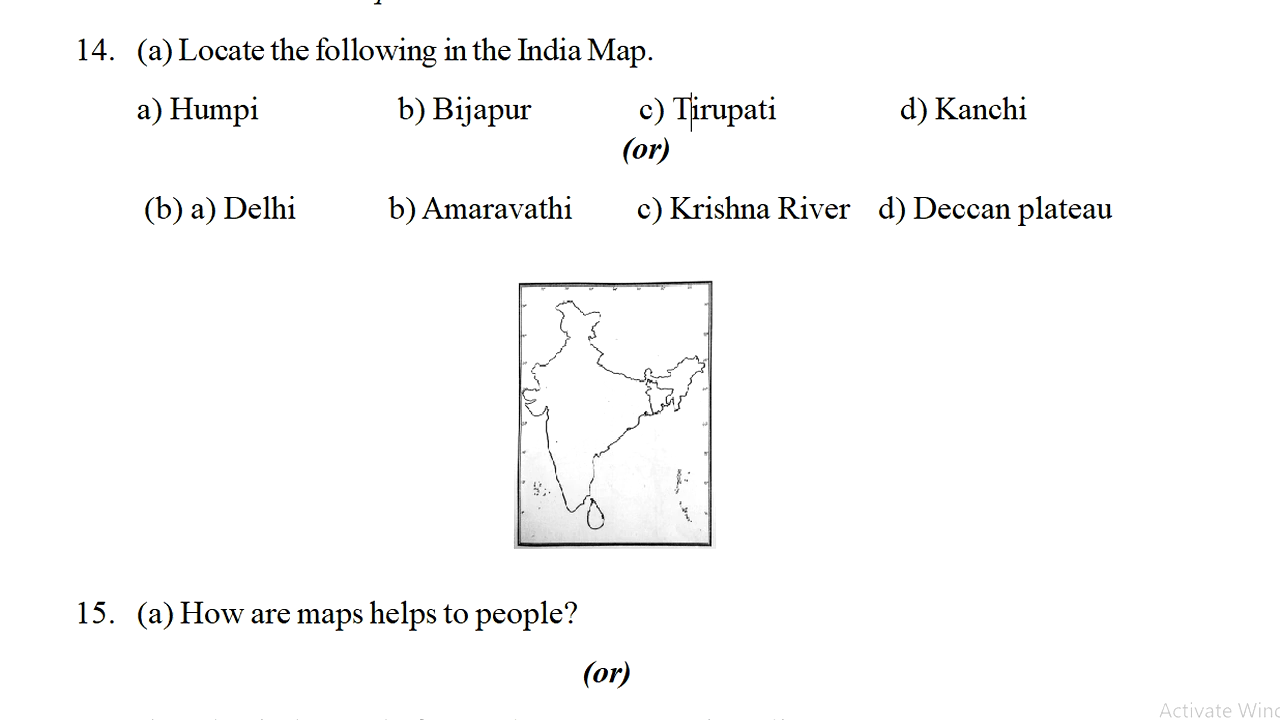 14. (a) Locate the following in the India Map.
a) Humpi b) Bijapur c) Tirupati d) Kanchi
(or)
(b) a) Delhi b) Amaravathi c) Krishna River d) Deccan plateau
15. (a) How are maps helps to people?
(or)
Activate Wind